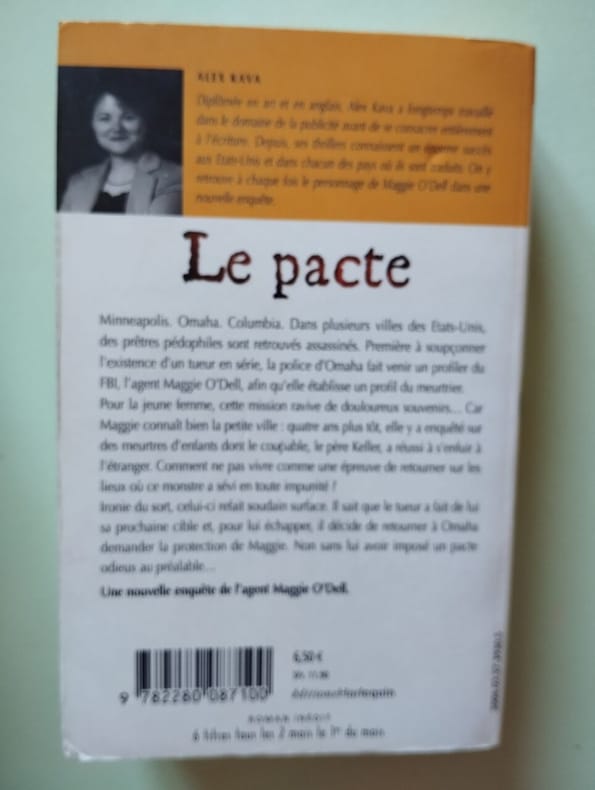 ALEX KAVA
Diplômée en art et en anglais, Alex Kava a longtemps travaillé
dans le domaine de la publicité avant de se consacrer entièrement
à l'écriture. Depuis, ses thrillers connaissent un énorme succès
aux Etats-Unis et dans chacun des pays où ils sont traduits. On y
retrouve à chaque fois le personnage de Maggie O'Dell dans une
nouvelle enquête.
Le pacte
Minneapolis. Omaha. Columbia. Dans plusieurs villes des Etats-Unis,
des prêtres pédophiles sont retrouvés assassinés. Première à soupçonner
l'existence d'un tueur en série, la police d'Omaha fait venir un profiler du
FBI, l'agent Maggie O'Dell, afin qu'elle établisse un profil du meurtrier.
Pour la jeune femme, cette mission ravive de douloureux souvenirs... Car
Maggie connaît bien la petite ville : quatre ans plus tôt, elle y a enquêté sur
des meurtres d'enfants dont le coupable, le père Keller, a réussi à s'enfuir à
l'étranger. Comment ne pas vivre comme une épreuve de retourner sur les
lieux où ce monstre a sévi en toute impunité !
Ironie du sort, celui-ci refait soudain surface. Il sait que le tueur a fait de lui
sa prochaine cible et, pour lui échapper, il décide de retourner à Omaha
demander la protection de Maggie. Non sans lui avoir imposé un pacte
odieux au préalable...
Une nouvelle enquête de l'agent Maggie O'Dell.
6,50 €
9 782280 087100
ROMAN INÉDIT